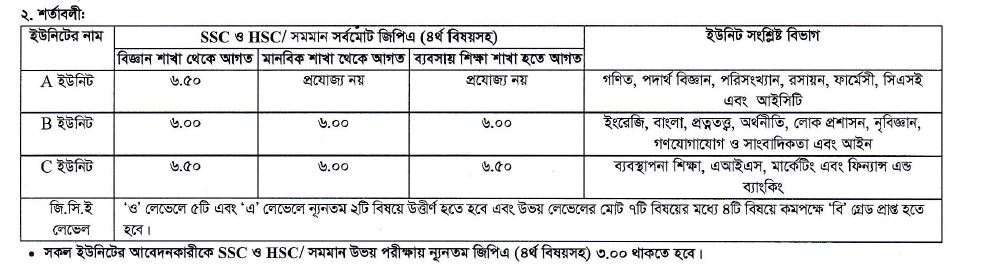 ২. শর্তাবলী:
ইউনিটের নাম
SSC ও HSC/ সমমান সর্বমোট জিপিএ (৪র্থ বিষয়সহ)
ইউনিট সংশ্লিষ্ট বিভাগ
বিজ্ঞান শাখা থেকে আগত
মানবিক শাখা থেকে আগত
ব্যবসায় শিক্ষা শাখা হতে আগত
A ইউনিট
৬.৫০
প্রযোজ্য নয়
প্রযোজ্য নয়
গণিত, পদার্থ বিজ্ঞান, পরিসংখ্যান, রসায়ন, ফার্মেসী, সিএসই
এবং আইসিটি
B ইউনিট
৬.০০
৬.০০
৬.০০
ইংরেজি, বাংলা, প্রত্নতত্ত্ব, অর্থনীতি, লোক প্রশাসন, নৃবিজ্ঞান,
গণযোগাযোগ ও সাংবাদিকতা এবং আইন
C ইউনিট
৬.৫০
৬.০০
৬.৫০
ব্যবস্থাপনা শিক্ষা, এআইএস, মার্কেটিং এবং ফিন্যান্স এন্ড
ব্যাংকিং
জি.সি.ই
লেভেল
‘ও’ লেভেলে ৫টি এবং ‘এ’ লেভেলে ন্যূনতম ২টি বিষয়ে উত্তীর্ণ হতে হবে এবং উভয় লেভেলের মোট ৭টি বিষয়ের মধ্যে ৪টি বিষয়ে কমপক্ষে ‘বি’ গ্রেড প্রাপ্ত হতে
হবে।
• সকল ইউনিটের আবেদনকারীকে SSC ও HSC/ সমমান উভয় পরীক্ষায় ন্যূনতম জিপিএ (৪র্থ বিষয়সহ) ৩.০০ থাকতে হবে।